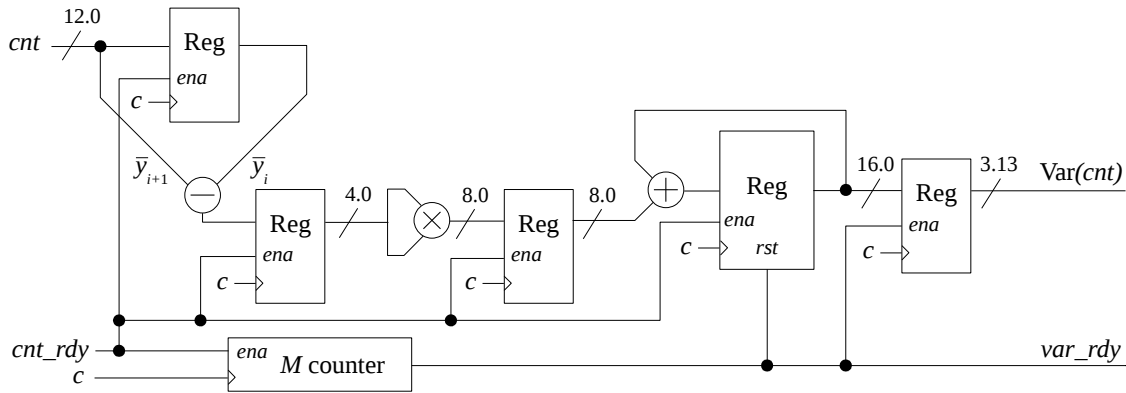 12.0
cnt
Reg
ena
c
ȳi+1
ȳi
−
Reg
ena
c
4.0
×
8.0
Reg
ena
c
8.0
+
Reg
ena
c
rst
16.0
Reg
ena
c
3.13
Var(cnt)
cnt_rdy
c
ena
M counter
var_rdy